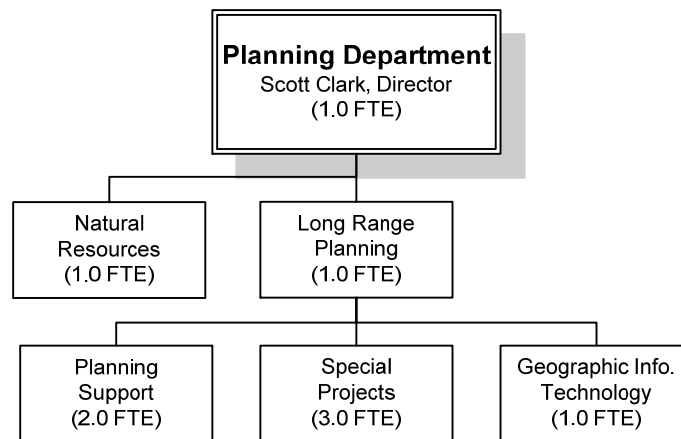 Planning Department
Scott Clark, Director
(1.0 FTE)
Natural
Resources
(1.0 FTE)
Long Range
Planning
(1.0 FTE)
Planning
Support
(2.0 FTE)
Special
Projects
(3.0 FTE)
Geographic Info.
Technology
(1.0 FTE)